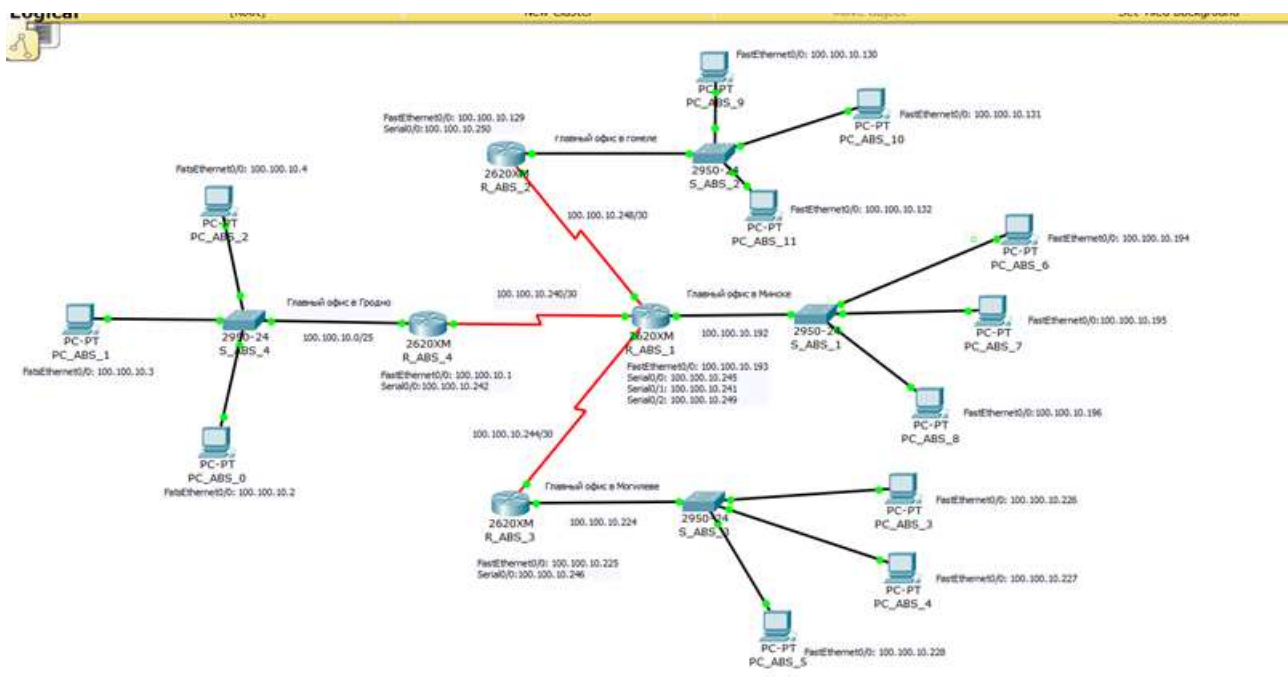 Logical
[Root]
New Cluster
Move Object
Set Tiled Background
FastEthernet0/0: 100.100.10.130
PC-PT
PC_ABS_9
FastEthernet0/0: 100.100.10.131
PC-PT
PC_ABS_10
FastEthernet0/0: 100.100.10.129
Serial0/0:100.100.10.250
главный офис в гомеле
2620XM
R_ABS_2
2950-24
S_ABS_2
FatsEthernet0/0: 100.100.10.4
PC-PT
PC_ABS_2
FastEthernet0/0: 100.100.10.132
PC-PT
PC_ABS_11
100.100.10.248/30
FastEthernet0/0: 100.100.10.194
PC-PT
PC_ABS_6
Главный офис в Гродно
100.100.10.240/30
Главный офис в Минске
PC-PT
PC_ABS_1
2950-24
S_ABS_4
100.100.10.0/25
2620XM
R_ABS_4
2620XM
R_ABS_1
100.100.10.192
2950-24
S_ABS_1
FastEthernet0/0:100.100.10.195
PC-PT
PC_ABS_7
FatsEthernet0/0: 100.100.10.3
FastEthernet0/0: 100.100.10.1
Serial0/0:100.100.10.242
FastEthernet0/0: 100.100.10.193
Serial0/0: 100.100.10.245
Serial0/1: 100.100.10.241
Serial0/2: 100.100.10.249
FastEthernet0/0:100.100.10.196
PC-PT
PC_ABS_8
100.100.10.244/30
PC-PT
PC_ABS_0
FatsEthernet0/0: 100.100.10.2
Главный офис в Могилеве
2620XM
R_ABS_3
100.100.10.224
2950-24
FastEthernet0/0: 100.100.10.226
PC-PT
PC_ABS_3
FastEthernet0/0: 100.100.10.225
Serial0/0:100.100.10.246
FastEthernet0/0: 100.100.10.227
PC-PT
PC_ABS_4
PC-PT
PC_ABS_5
FastEthernet0/0: 100.100.10.228